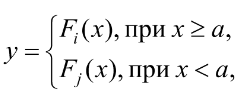 y = { F_i(x), при x ≥ a,
F_j(x), при x < a,